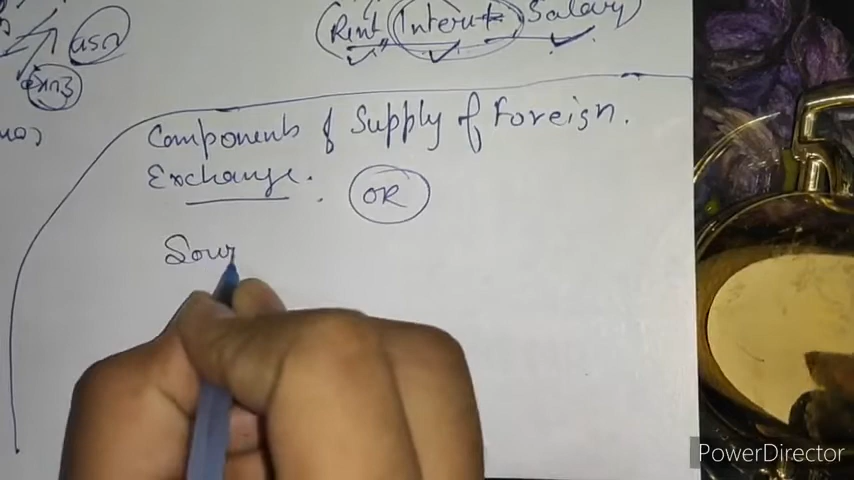 Rent Interest Salary
Components of Supply of Foreign.
Exchange. OR
Sour
PowerDirector